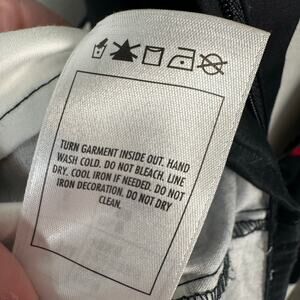 TURN GARMENT INSIDE OUT. HAND
WASH COLD. DO NOT BLEACH. LINE
DRY. COOL IRON IF NEEDED. DO NOT
IRON DECORATION. DO NOT DRY
CLEAN.